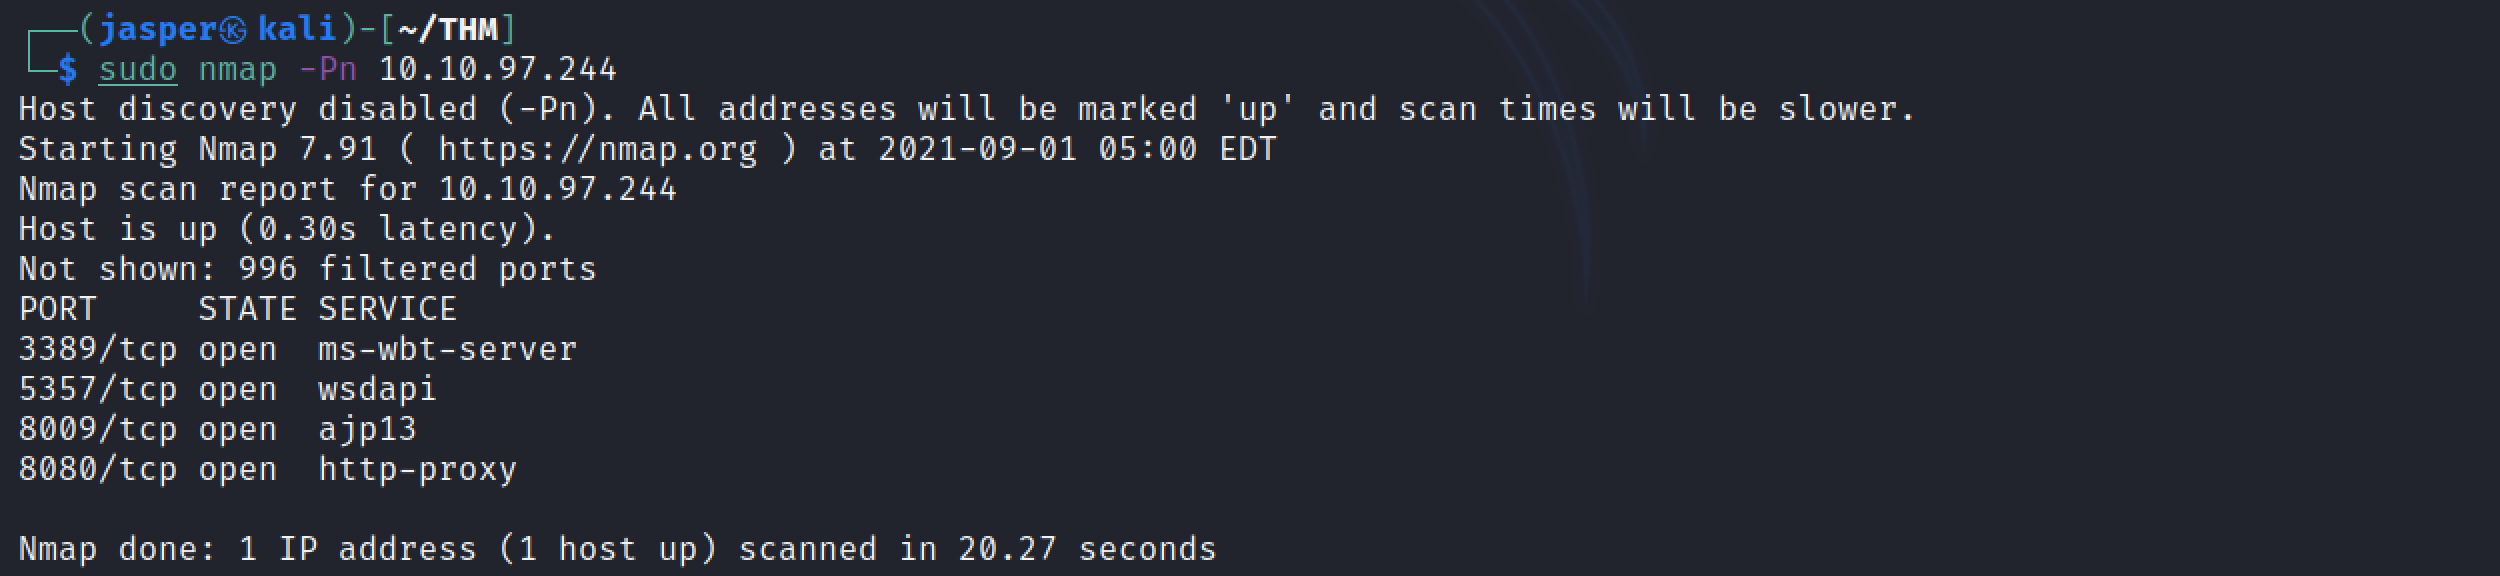 ┌──(jasper㉿kali)-[~/THM]
└─$ sudo nmap -Pn 10.10.97.244
Host discovery disabled (-Pn). All addresses will be marked 'up' and scan times will be slower.
Starting Nmap 7.91 ( https://nmap.org ) at 2021-09-01 05:00 EDT
Nmap scan report for 10.10.97.244
Host is up (0.30s latency).
Not shown: 996 filtered ports
PORT     STATE SERVICE
3389/tcp open  ms-wbt-server
5357/tcp open  wsdapi
8009/tcp open  ajp13
8080/tcp open  http-proxy
Nmap done: 1 IP address (1 host up) scanned in 20.27 seconds